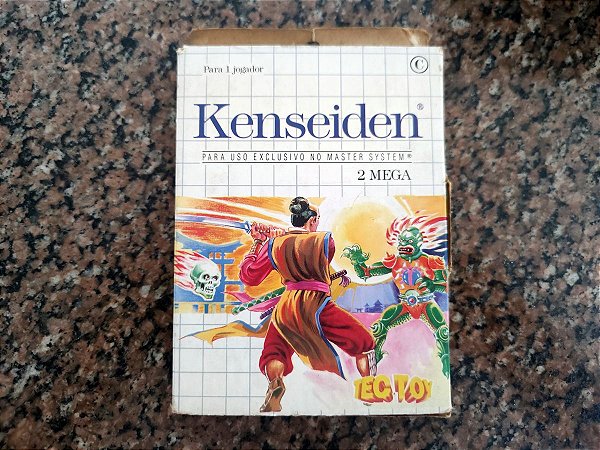 Para 1 jogador
©
Kenseiden®
PARA USO EXCLUSIVO NO MASTER SYSTEM®
2 MEGA
TEC TOY